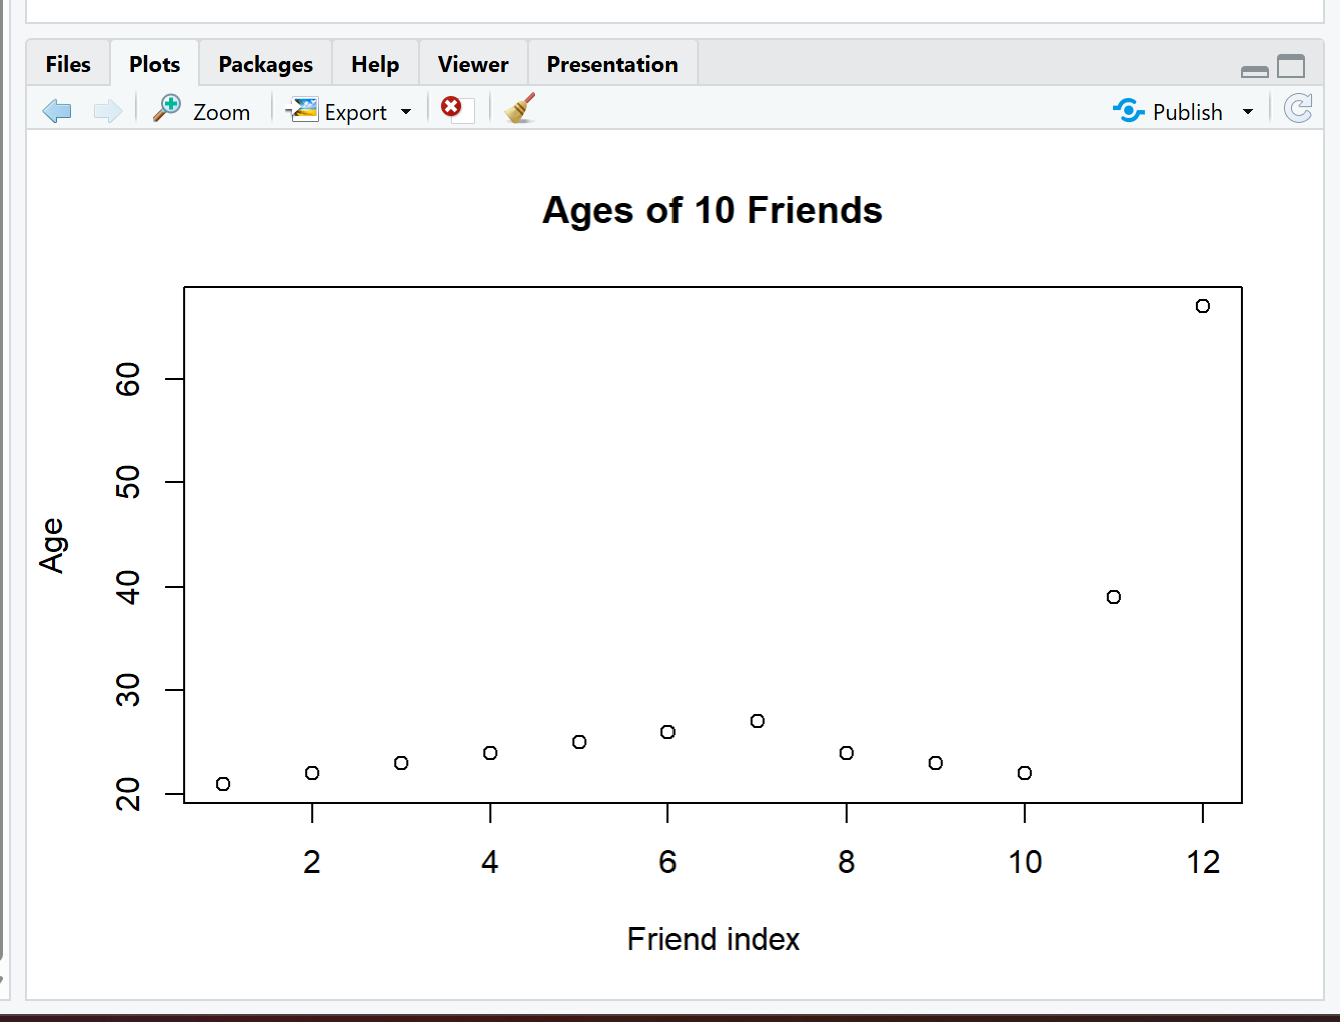 Files Plots Packages Help Viewer Presentation
Zoom Export Publish
Ages of 10 Friends
60
50
40
30
20
Age
2 4 6 8 10 12
Friend index